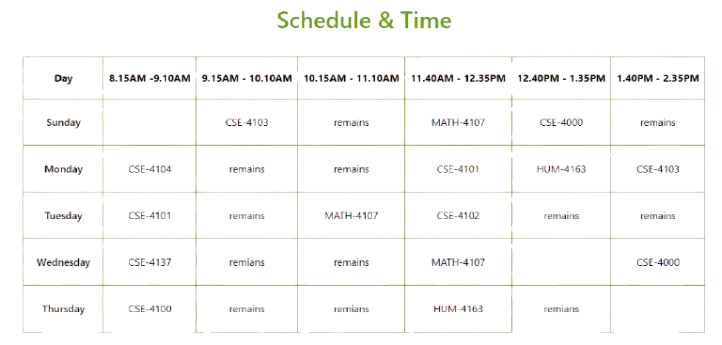 Schedule & Time
Day 8.15AM -9.10AM 9.15AM - 10.10AM 10.15AM - 11.10AM 11.40AM - 12.35PM 12.40PM - 1.35PM 1.40PM - 2.35PM
Sunday CSE-4103 remains MATH-4107 CSE-4000 remains
Monday CSE-4104 remains remains CSE-4101 HUM-4163 CSE-4103
Tuesday CSE-4101 remains MATH-4107 CSE-4102 remains remains
Wednesday CSE-4137 remians remains MATH-4107 CSE-4000
Thursday CSE-4100 remains remians HUM-4163 remians